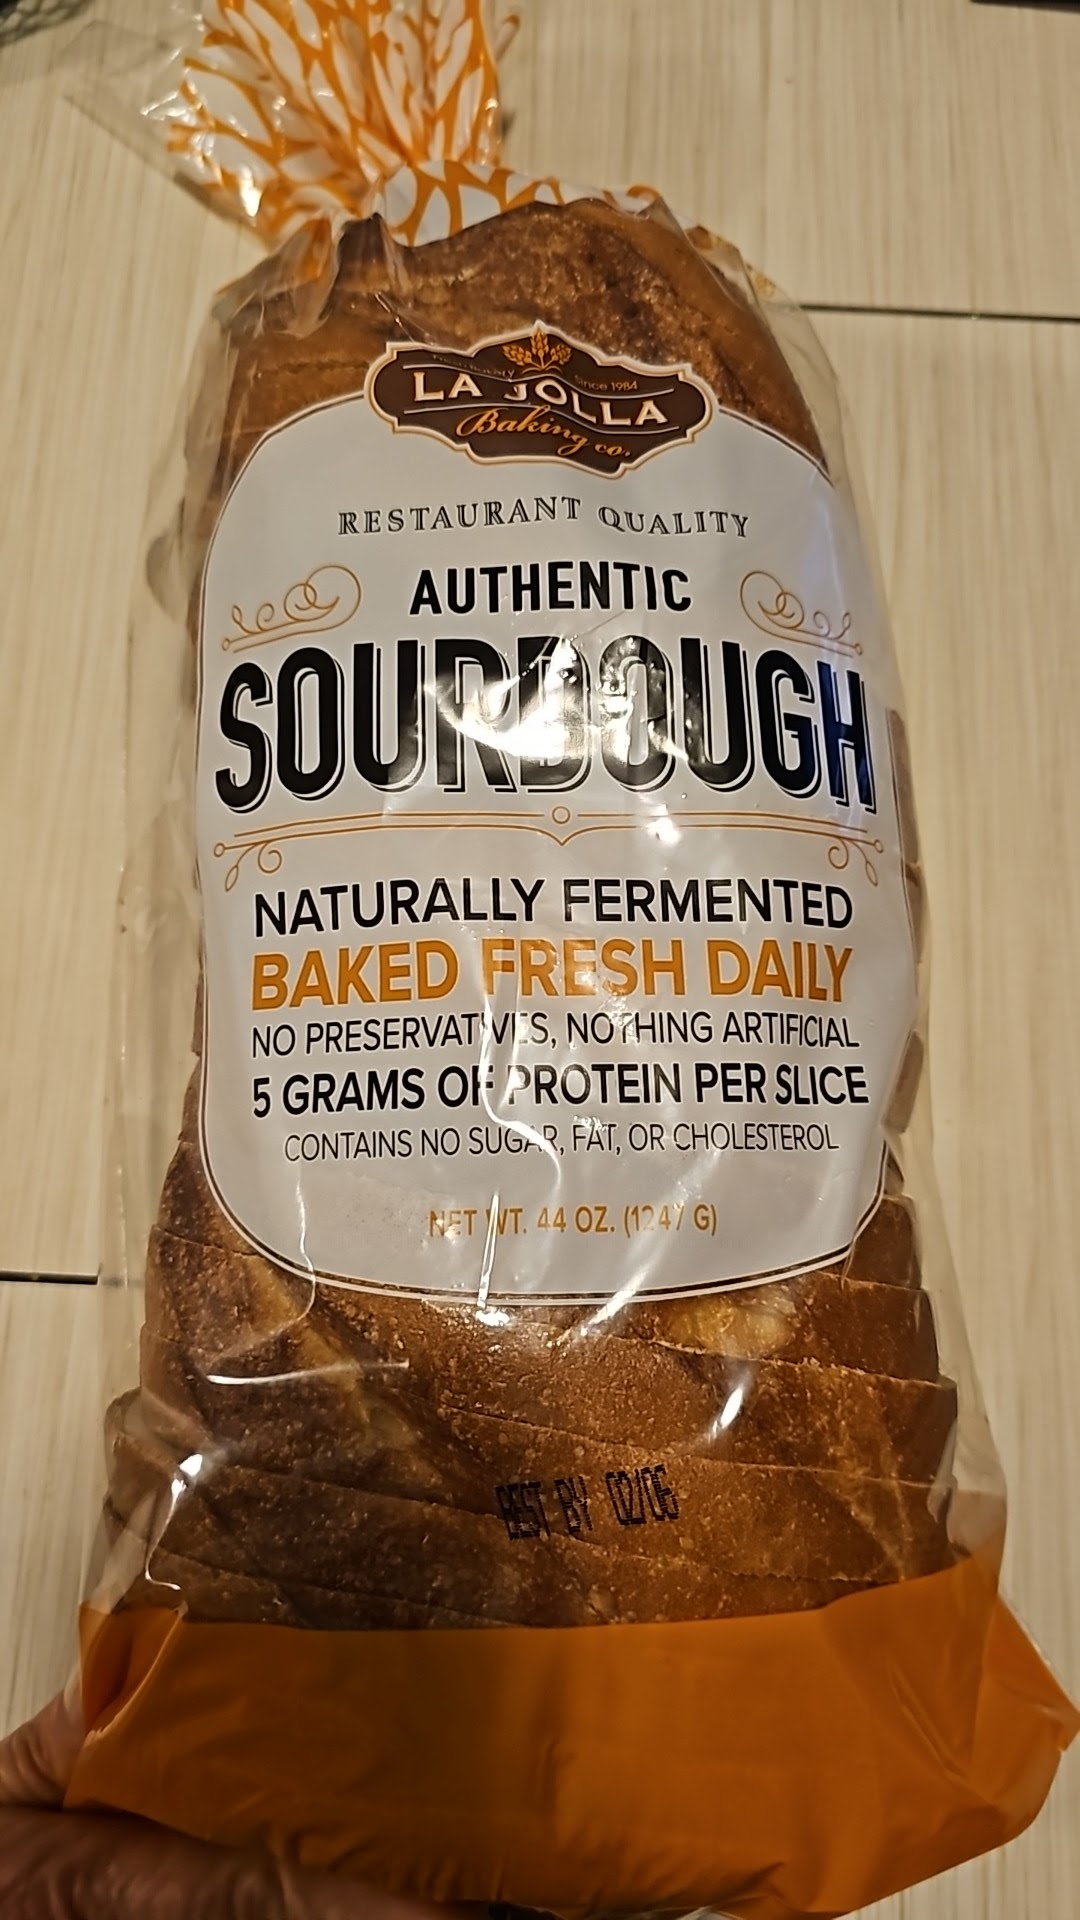 Since 1984
LA JOLLA
Baking co.
RESTAURANT QUALITY
AUTHENTIC
SOURDOUGH
NATURALLY FERMENTED
BAKED FRESH DAILY
NO PRESERVATIVES, NOTHING ARTIFICIAL
5 GRAMS OF PROTEIN PER SLICE
CONTAINS NO SUGAR, FAT, OR CHOLESTEROL
NET WT. 44 OZ. (1247 G)
BEST BY 02/06